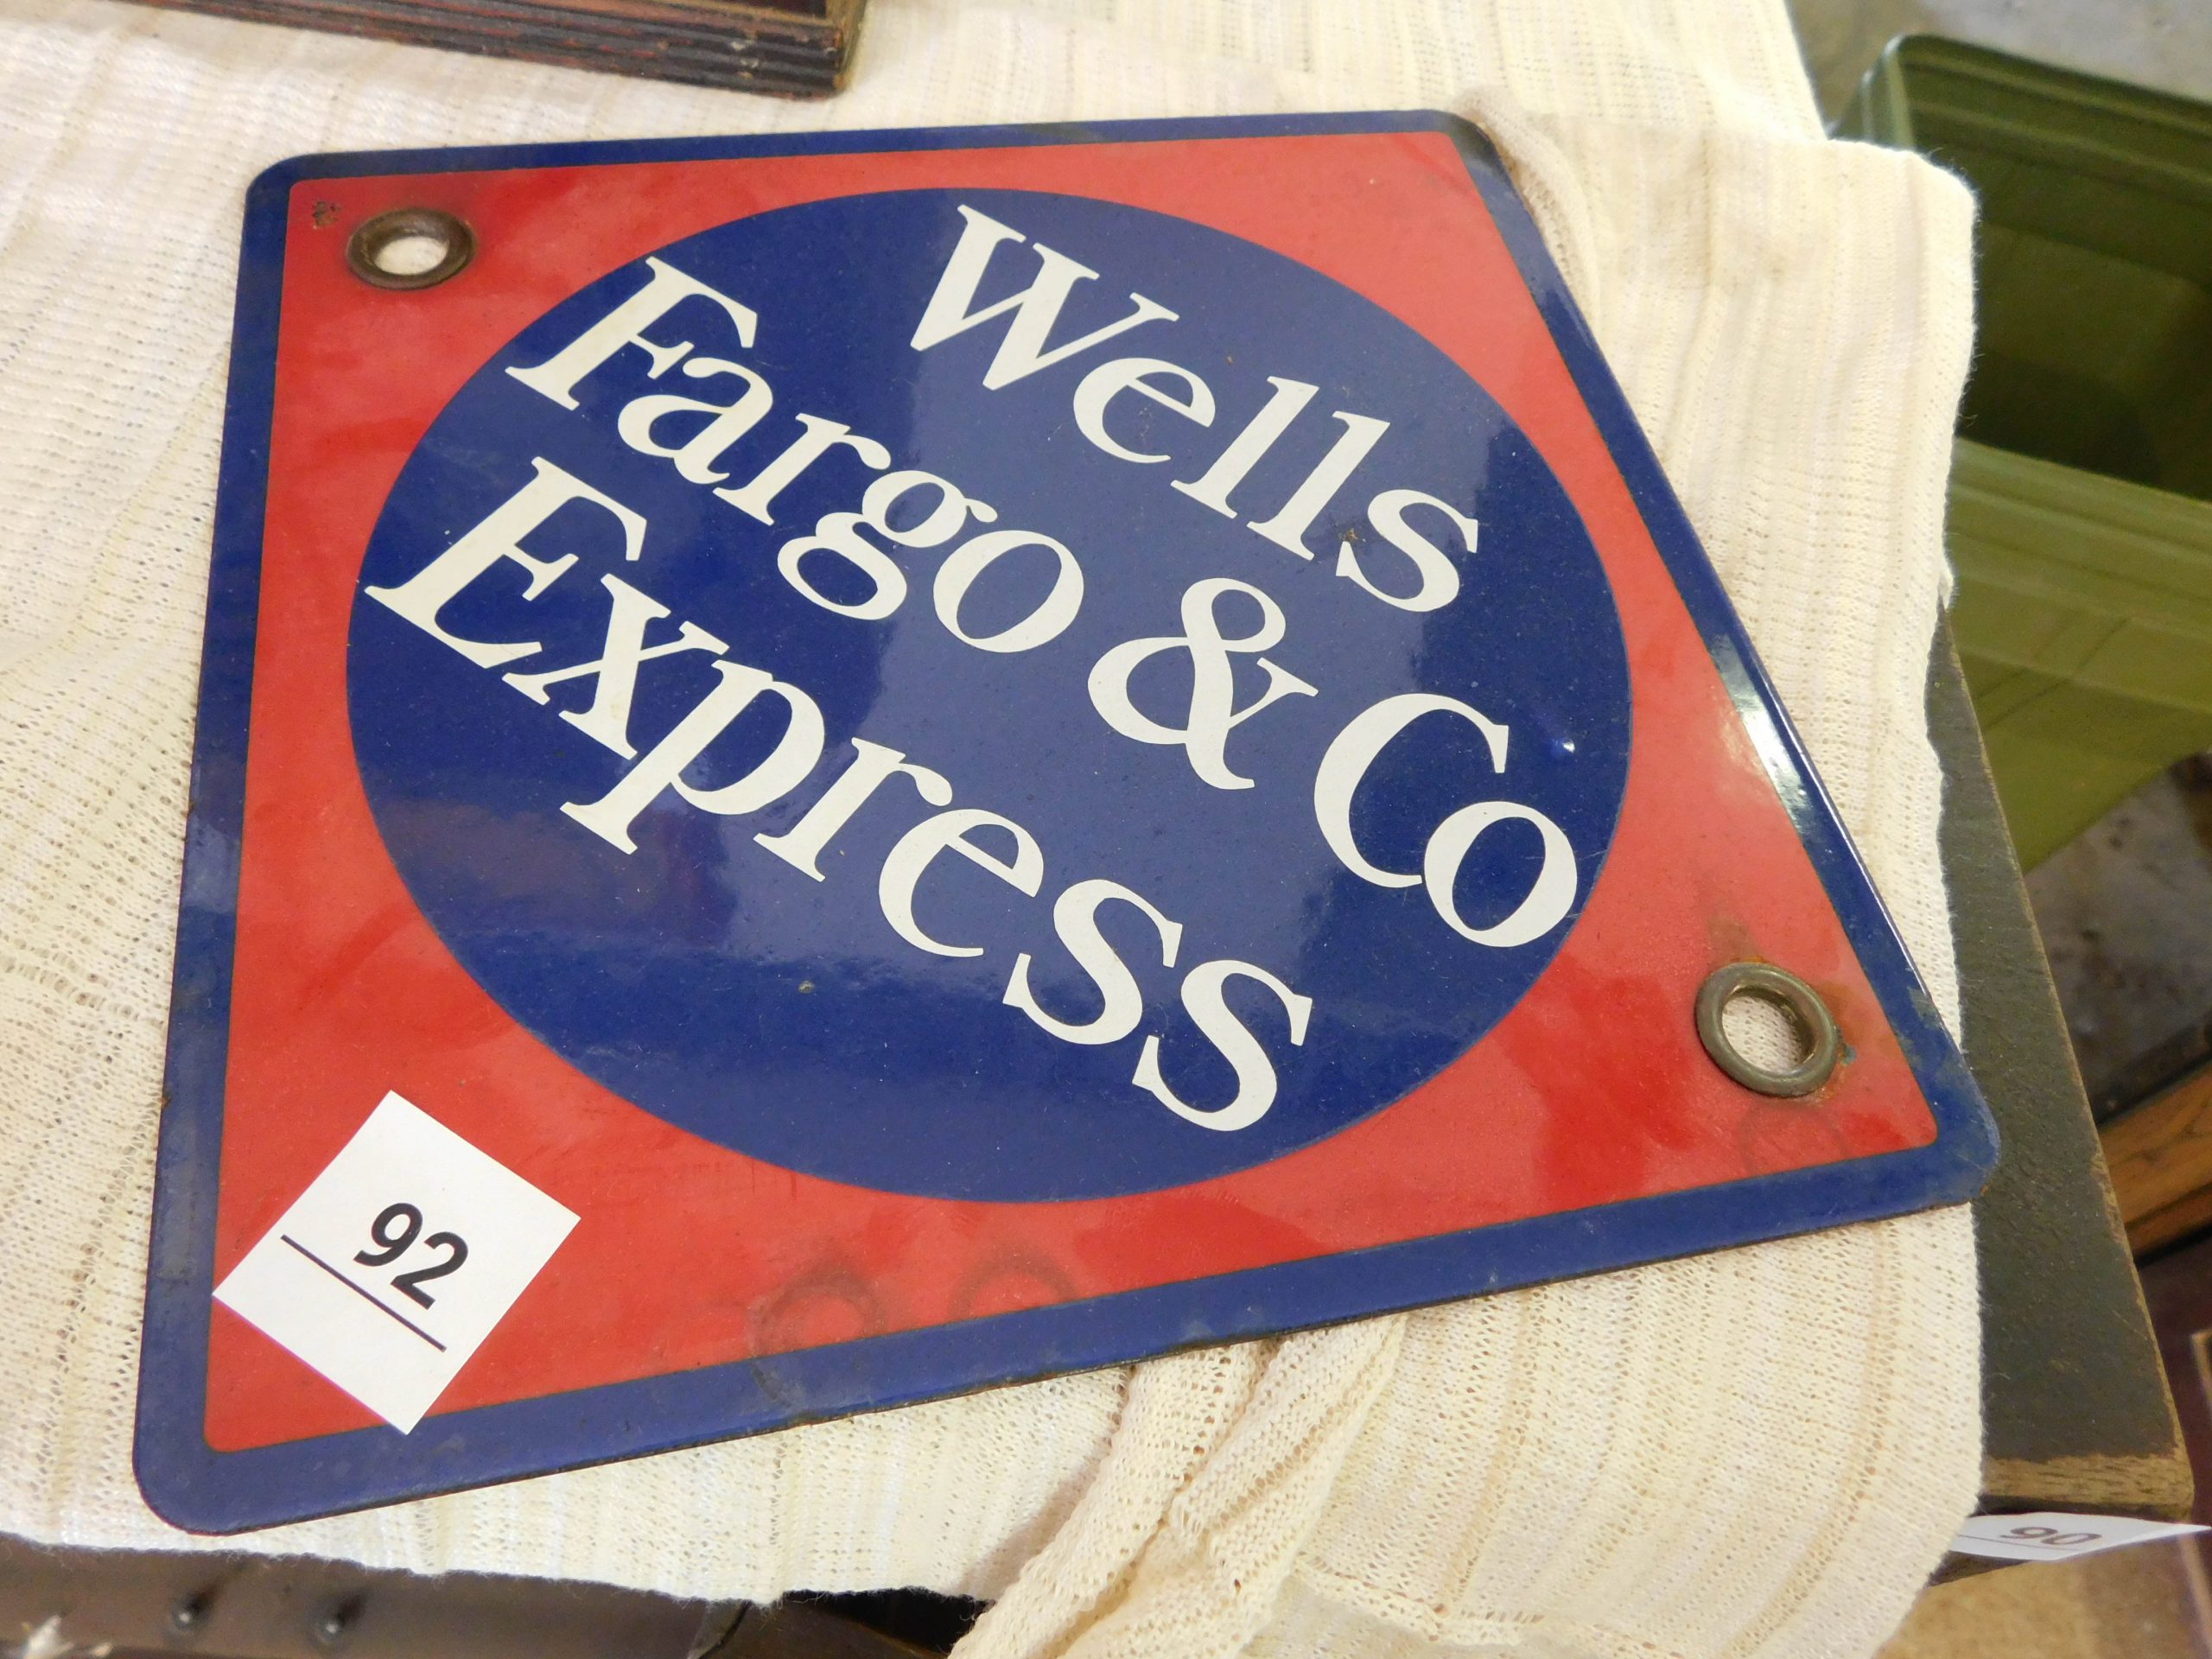 Wells
Fargo & Co
Express
92
90